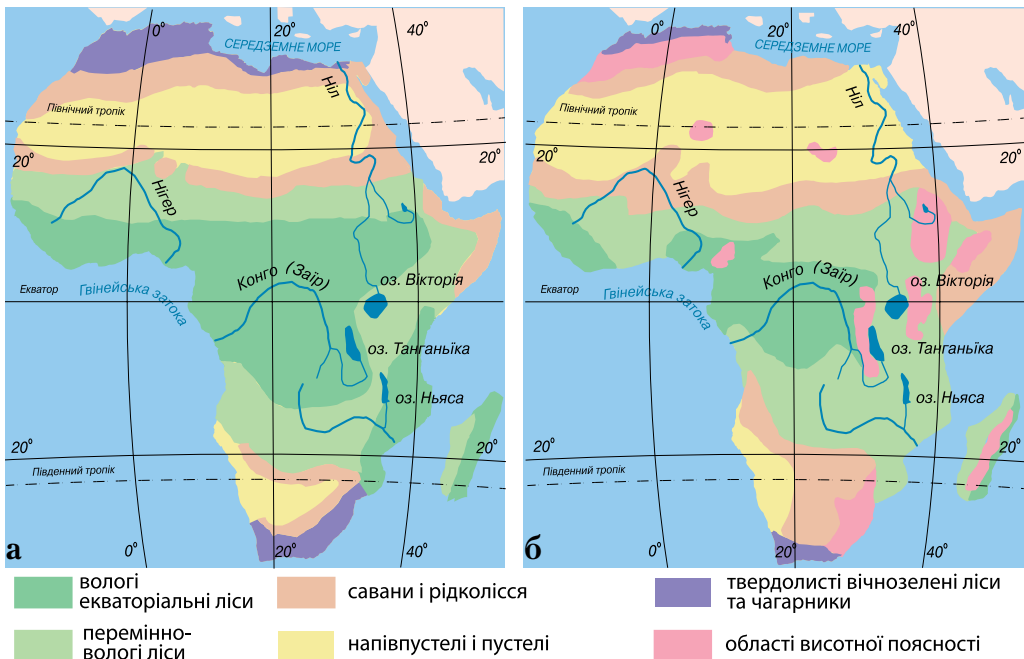 0°
20°
40°
СЕРЕДЗЕМНЕ МОРЕ
Ніл
Північний тропік
20°
20°
Нігер
Конго (Заїр)
оз. Вікторія
Екватор
Гвінейська затока
оз. Танганьїка
оз. Ньяса
20°
20°
Південний тропік
а
0°
20°
40°
0°
20°
40°
СЕРЕДЗЕМНЕ МОРЕ
Ніл
Північний тропік
20°
20°
Нігер
Конго (Заїр)
оз. Вікторія
Екватор
Гвінейська затока
оз. Танганьїка
оз. Ньяса
20°
20°
Південний тропік
б
0°
20°
40°
вологі
екваторіальні ліси
перемінно-
вологі ліси
савани і рідколісся
напівпустелі і пустелі
твердолисті вічнозелені ліси
та чагарники
області висотної поясності